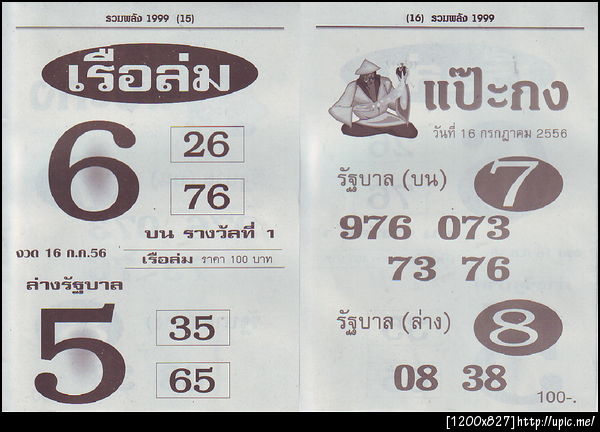 รวมพลัง 1999 (15)
เรือล่ม
6
26
76
บน รางวัลที่ 1
งวด 16 ก.ค.56
เรือล่ม ราคา 100 บาท
ล่างรัฐบาล
5
35
65
(16) รวมพลัง 1999
แป๊ะกง
วันที่ 16 กรกฎาคม 2556
รัฐบาล (บน)
7
976 073
73 76
รัฐบาล (ล่าง)
8
08 38
100-.
[1200x827]http://upic.me/